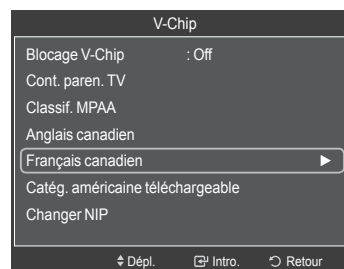 V-Chip
Blocage V-Chip : Off
Cont. paren. TV
Classif. MPAA
Anglais canadien
Français canadien
Catég. américaine téléchargeable
Changer NIP
Dépl. Intro. Retour